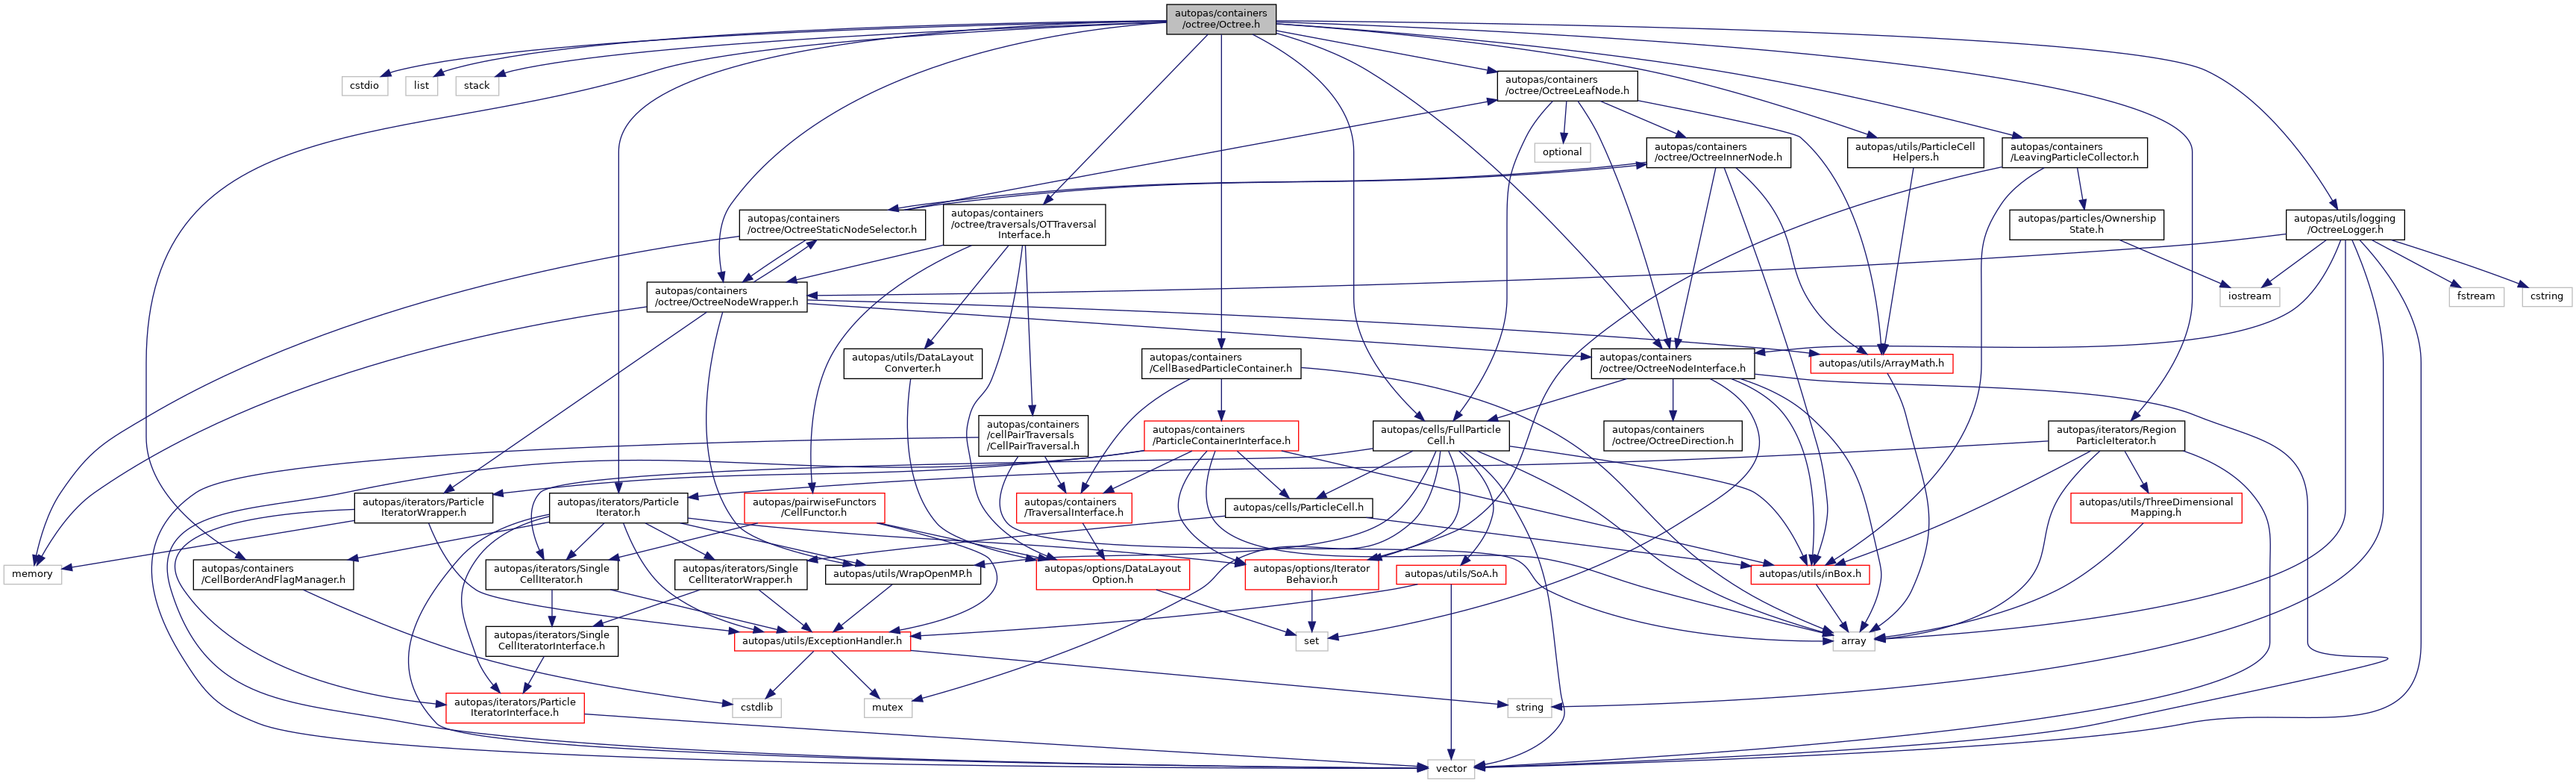 autopas/containers
/octree/Octree.h
cstdio
list
stack
autopas/containers
/octree/OctreeLeafNode.h
optional
autopas/containers
/octree/OctreeInnerNode.h
autopas/utils/ParticleCell
Helpers.h
autopas/containers
/LeavingParticleCollector.h
autopas/containers
/octree/OctreeStaticNodeSelector.h
autopas/containers
/octree/traversals/OTTraversal
Interface.h
autopas/particles/Ownership
State.h
autopas/utils/logging
/OctreeLogger.h
autopas/containers
/octree/OctreeNodeWrapper.h
iostream
fstream
cstring
autopas/utils/DataLayout
Converter.h
autopas/containers
/CellBasedParticleContainer.h
autopas/containers
/octree/OctreeNodeInterface.h
autopas/utils/ArrayMath.h
autopas/containers
/cellPairTraversals
/CellPairTraversal.h
autopas/containers
/ParticleContainerInterface.h
autopas/cells/FullParticle
Cell.h
autopas/containers
/octree/OctreeDirection.h
autopas/iterators/Region
ParticleIterator.h
autopas/iterators/Particle
IteratorWrapper.h
autopas/iterators/Particle
Iterator.h
autopas/pairwiseFunctors
/CellFunctor.h
autopas/containers
/TraversalInterface.h
autopas/cells/ParticleCell.h
autopas/utils/ThreeDimensional
Mapping.h
memory
autopas/containers
/CellBorderAndFlagManager.h
autopas/iterators/Single
CellIterator.h
autopas/iterators/Single
CellIteratorWrapper.h
autopas/utils/WrapOpenMP.h
autopas/options/DataLayout
Option.h
autopas/options/Iterator
Behavior.h
autopas/utils/SoA.h
autopas/utils/inBox.h
autopas/iterators/Single
CellIteratorInterface.h
autopas/utils/ExceptionHandler.h
set
array
autopas/iterators/Particle
IteratorInterface.h
cstdlib
mutex
string
vector